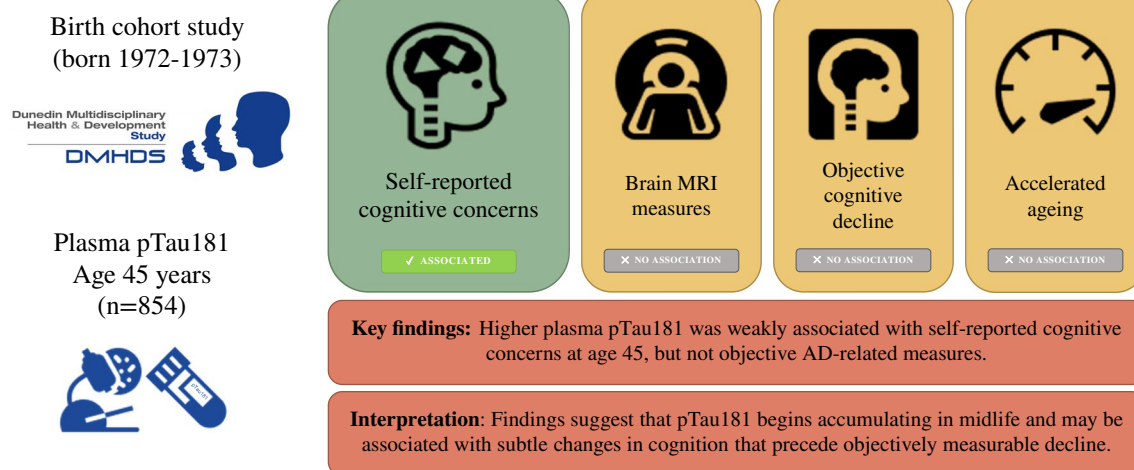 Birth cohort study
(born 1972-1973)
Dunedin Multidisciplinary
Health & Development
Study
DMHDS
Plasma pTau181
Age 45 years
(n=854)
pTau181
Self-reported
cognitive concerns
✓ ASSOCIATED
Brain MRI
measures
✕ NO ASSOCIATION
Objective
cognitive
decline
✕ NO ASSOCIATION
Accelerated
ageing
✕ NO ASSOCIATION
Key findings: Higher plasma pTau181 was weakly associated with self-reported cognitive
concerns at age 45, but not objective AD-related measures.
Interpretation: Findings suggest that pTau181 begins accumulating in midlife and may be
associated with subtle changes in cognition that precede objectively measurable decline.